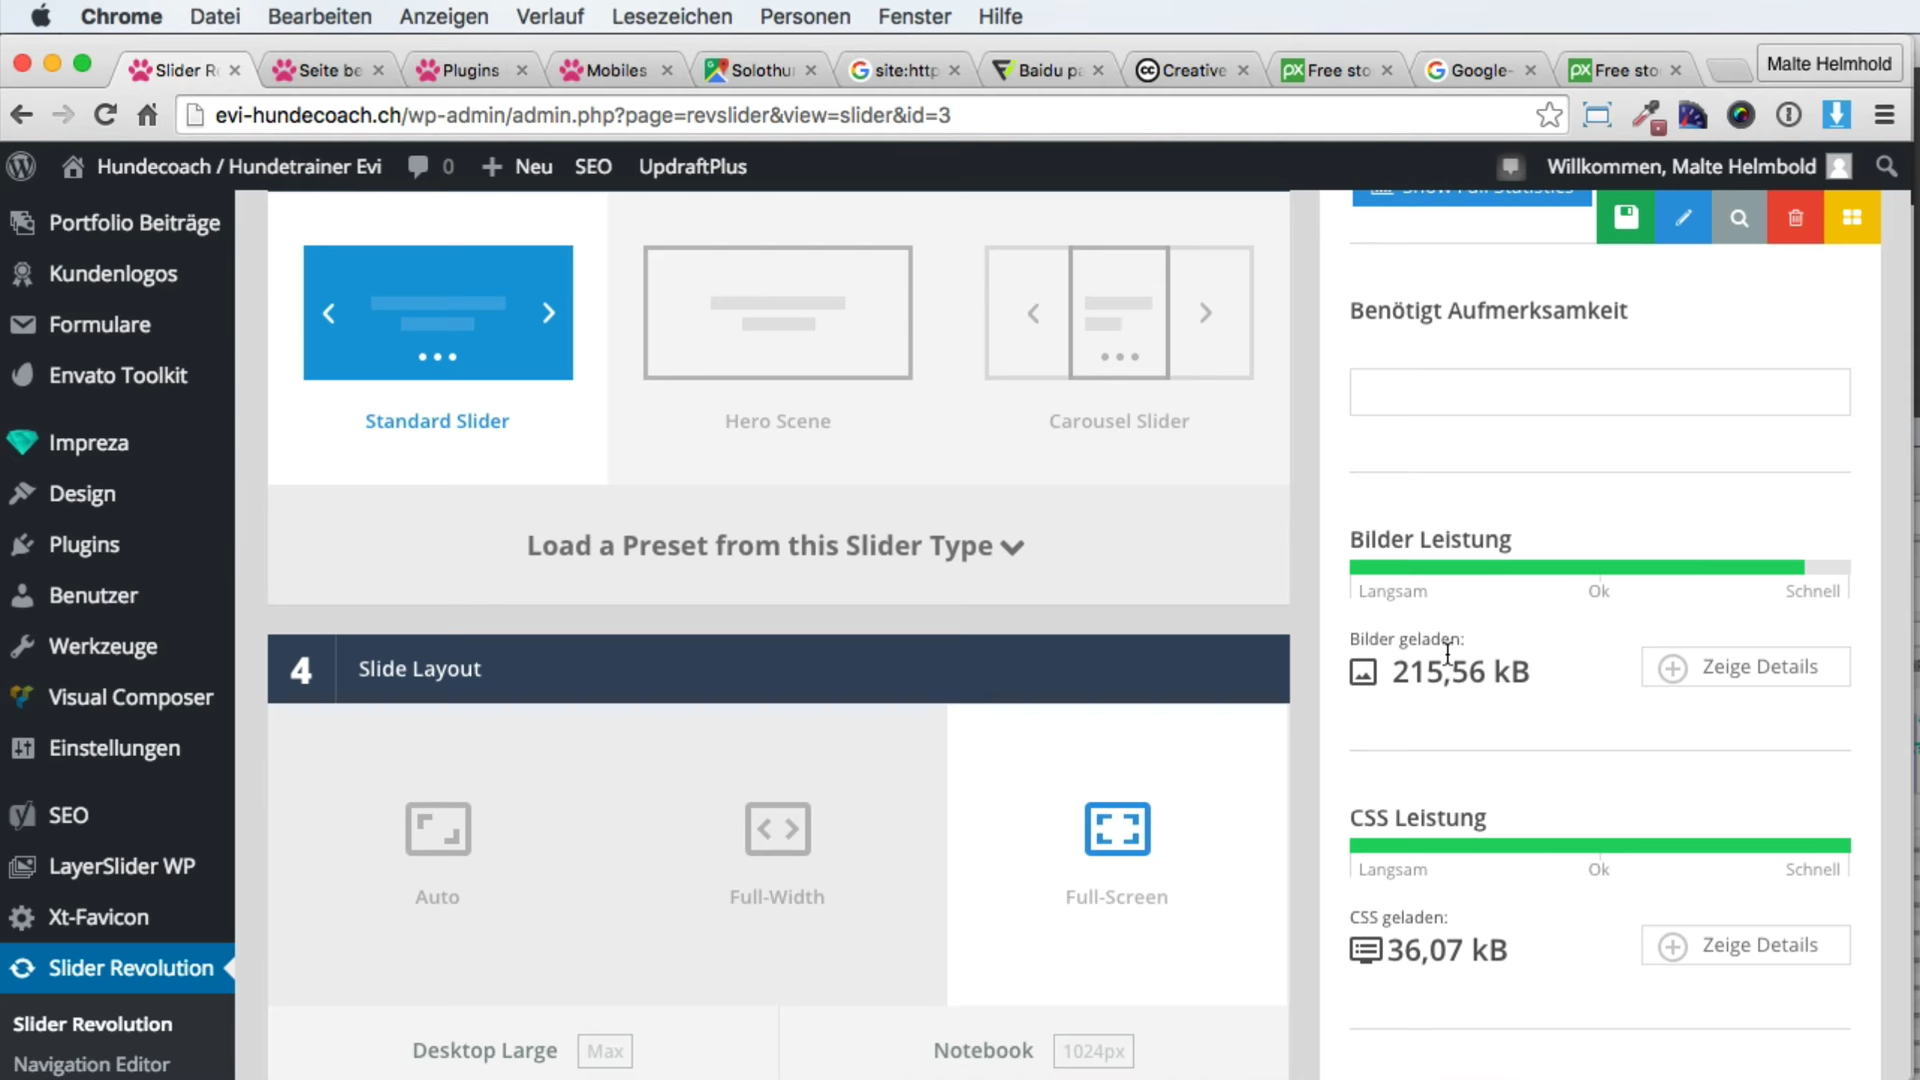 Chrome Datei Bearbeiten Anzeigen Verlauf Lesezeichen Personen Fenster Hilfe
Slider R Seite be Plugins Mobiles Solothu site:http Baidu pa Creative Free sto Google- Free sto Malte Helmhold
evi-hundecoach.ch/wp-admin/admin.php?page=revslider&view=slider&id=3
Hundecoach / Hundetrainer Evi 0 Neu SEO UpdraftPlus Willkommen, Malte Helmbold
Portfolio Beiträge
Kundenlogos
Formulare
Envato Toolkit
Impreza
Design
Plugins
Benutzer
Werkzeuge
Visual Composer
Einstellungen
SEO
LayerSlider WP
Xt-Favicon
Slider Revolution
Slider Revolution
Navigation Editor
Standard Slider Hero Scene Carousel Slider
Load a Preset from this Slider Type
4 Slide Layout
Auto Full-Width Full-Screen
Desktop Large Max Notebook 1024px
Show Full Statistics
Benötigt Aufmerksamkeit
Bilder Leistung
Langsam Ok Schnell
Bilder geladen:
215,56 kB Zeige Details
CSS Leistung
Langsam Ok Schnell
CSS geladen:
36,07 kB Zeige Details